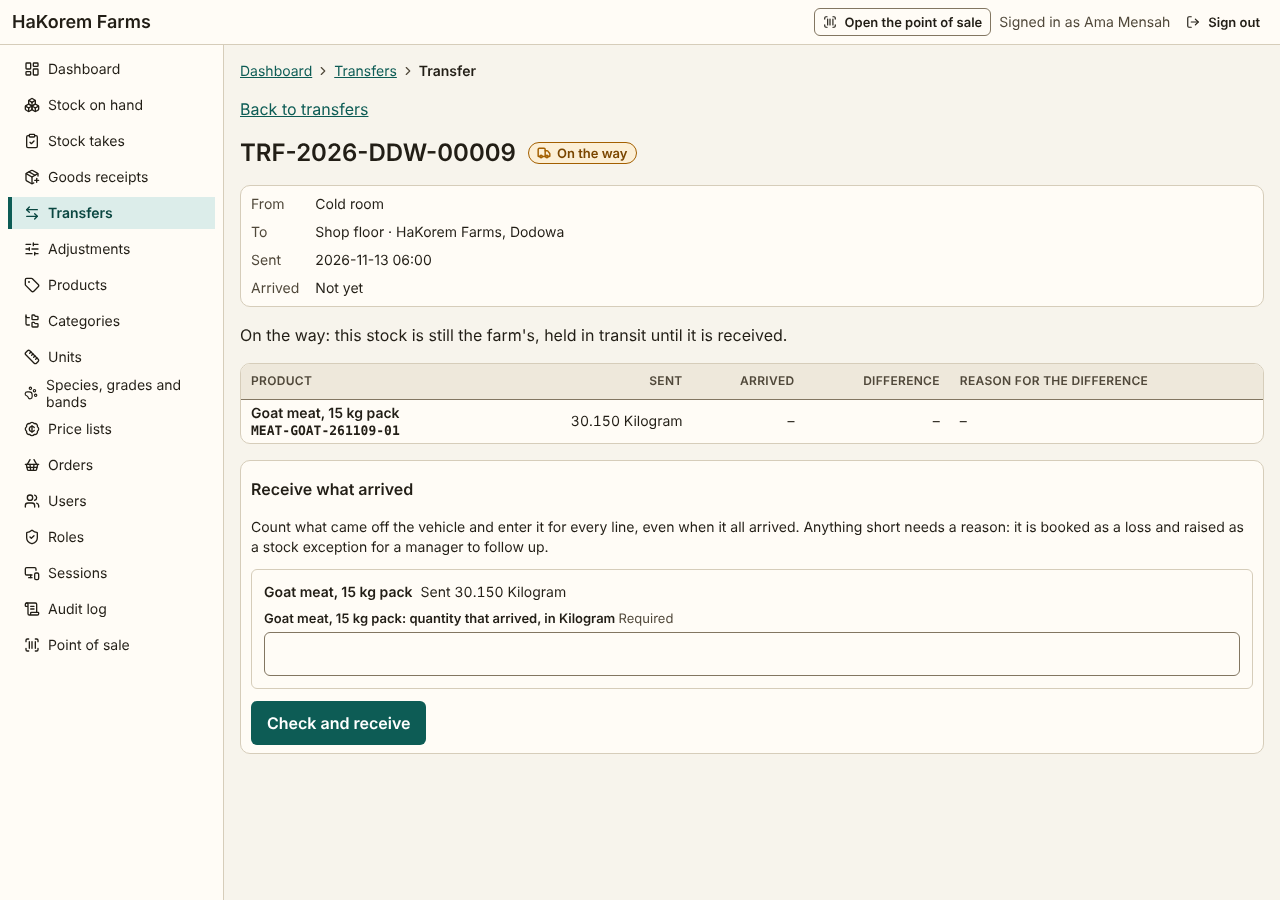 HaKorem Farms
Open the point of sale
Signed in as Ama Mensah
Sign out
Dashboard
Stock on hand
Stock takes
Goods receipts
Transfers
Adjustments
Products
Categories
Units
Species, grades and
bands
Price lists
Orders
Users
Roles
Sessions
Audit log
Point of sale
Dashboard > Transfers > Transfer
Back to transfers
TRF-2026-DDW-00009 On the way
From Cold room
To Shop floor · HaKorem Farms, Dodowa
Sent 2026-11-13 06:00
Arrived Not yet
On the way: this stock is still the farm's, held in transit until it is received.
PRODUCT SENT ARRIVED DIFFERENCE REASON FOR THE DIFFERENCE
Goat meat, 15 kg pack
MEAT-GOAT-261109-01
30.150 Kilogram – – –
Receive what arrived
Count what came off the vehicle and enter it for every line, even when it all arrived. Anything short needs a reason: it is booked as a loss and raised as
a stock exception for a manager to follow up.
Goat meat, 15 kg pack Sent 30.150 Kilogram
Goat meat, 15 kg pack: quantity that arrived, in Kilogram Required
Check and receive